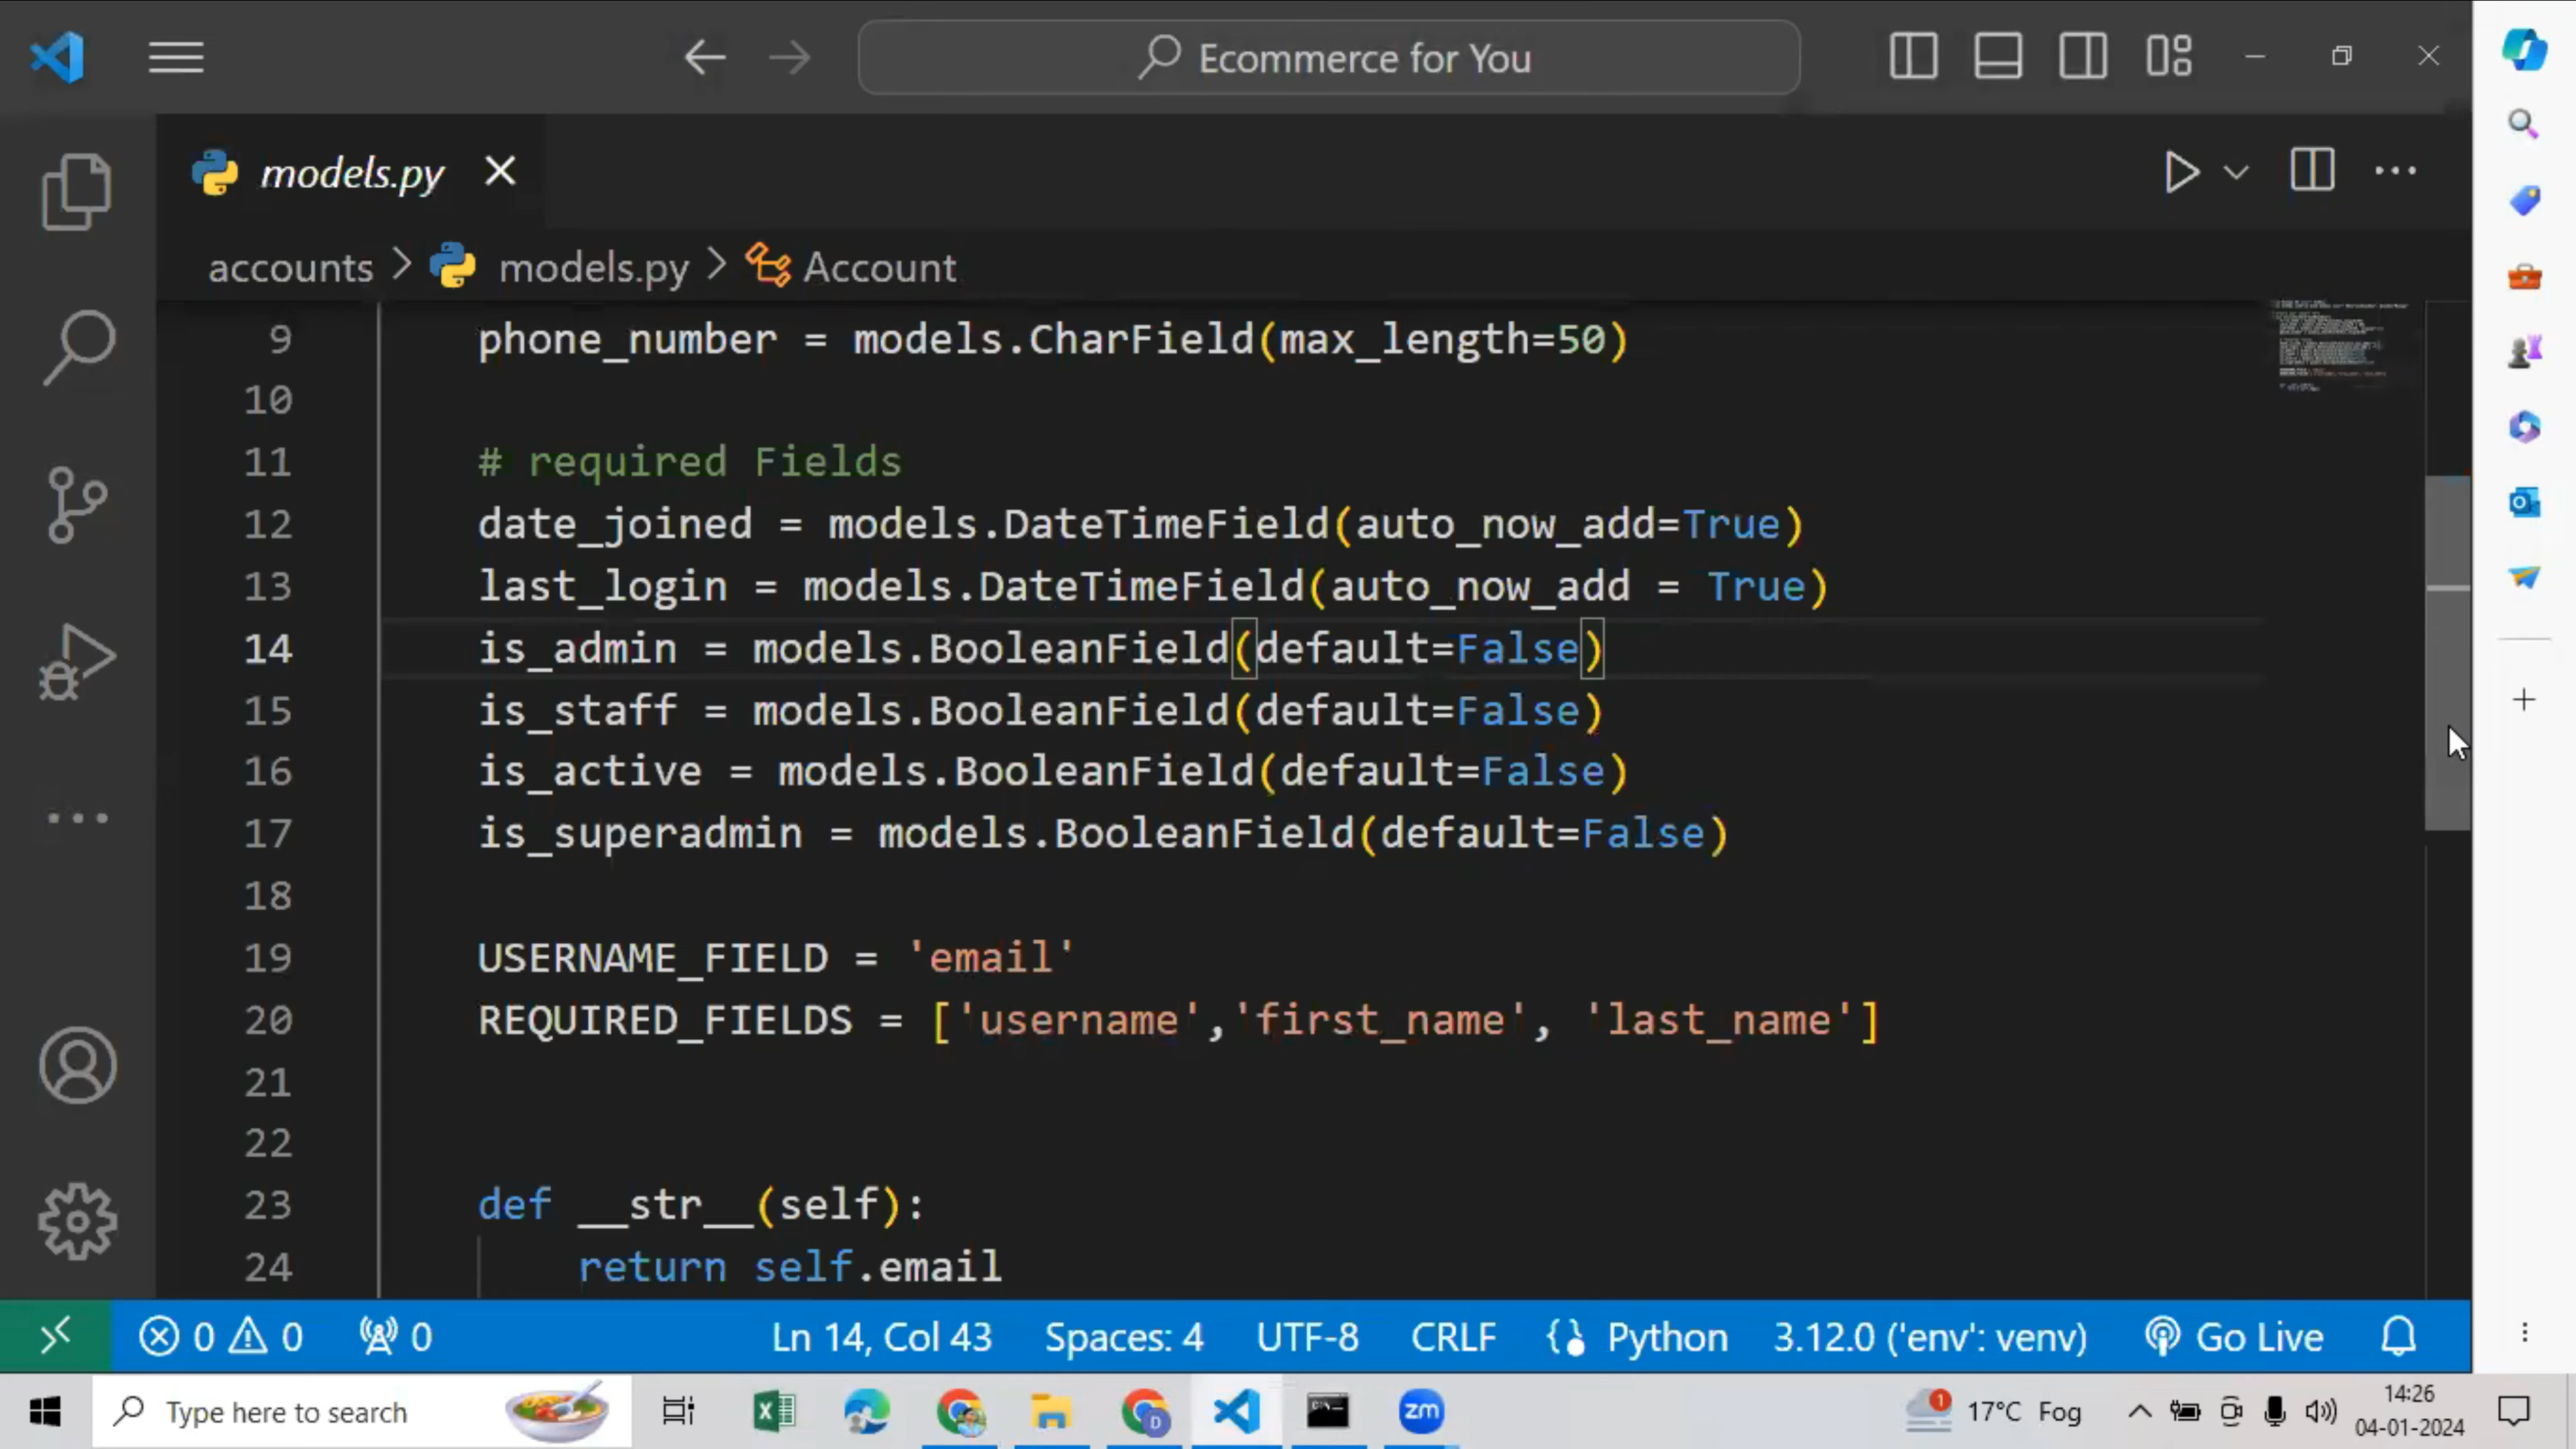 Ecommerce for You
models.py
accounts > models.py > Account
9 phone_number = models.CharField(max_length=50)
10
11 # required Fields
12 date_joined = models.DateTimeField(auto_now_add=True)
13 last_login = models.DateTimeField(auto_now_add = True)
14 is_admin = models.BooleanField(default=False)
15 is_staff = models.BooleanField(default=False)
16 is_active = models.BooleanField(default=False)
17 is_superadmin = models.BooleanField(default=False)
18
19 USERNAME_FIELD = 'email'
20 REQUIRED_FIELDS = ['username','first_name', 'last_name']
21
22
23 def __str__(self):
24 return self.email
0 0 0 Ln 14, Col 43 Spaces: 4 UTF-8 CRLF Python 3.12.0 ('env': venv) Go Live
Type here to search D zm 1 17°C Fog 14:26
04-01-2024